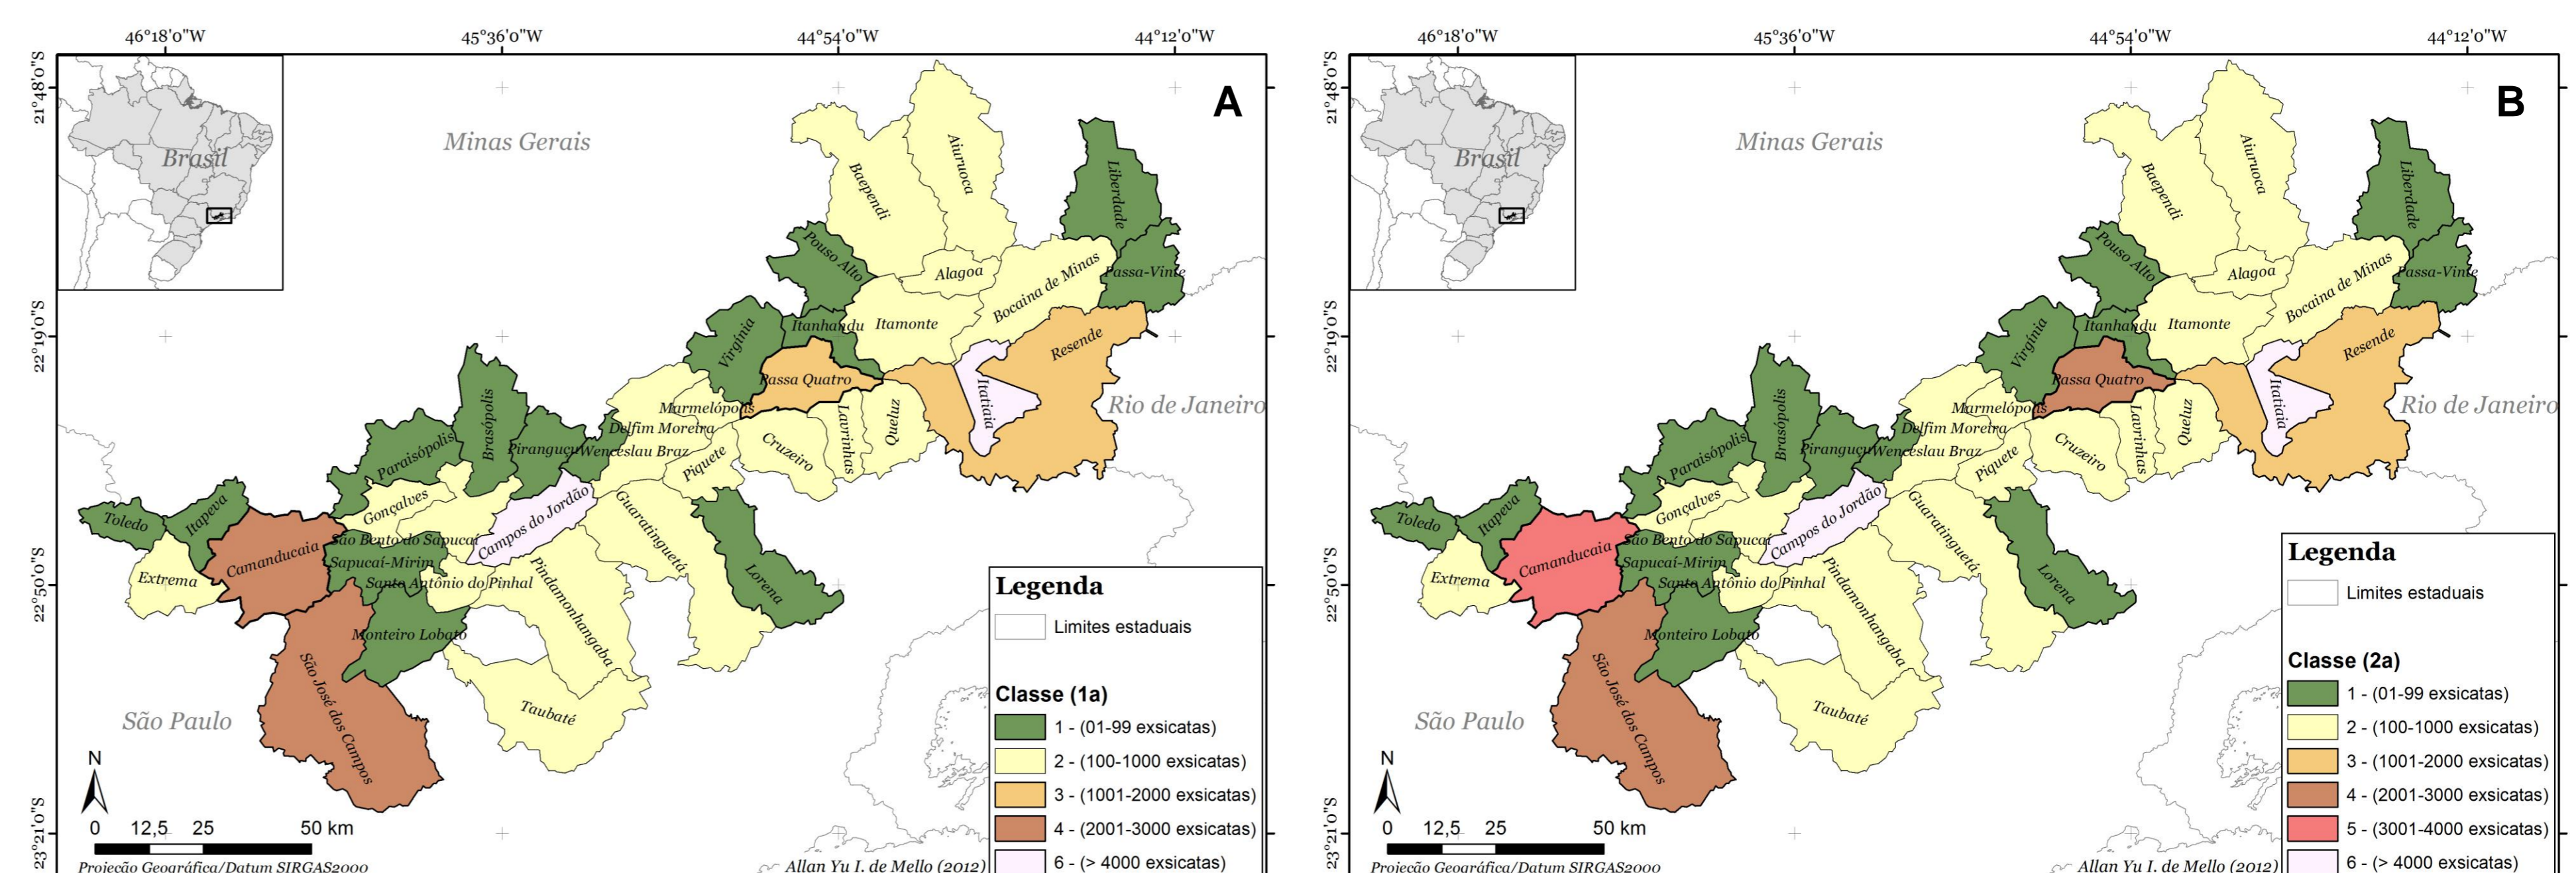 46°18'0"W 45°36'0"W 44°54'0"W 44°12'0"W
21°48'0"S
22°19'0"S
22°50'0"S
23°21'0"S
A
Brasil
Minas Gerais
Rio de Janeiro
São Paulo
Aiuruoca
Baependi
Liberdade
Pouso Alto
Alagoa
Bocaina de Minas
Passa-Vinte
Itanhandu
Itamonte
Virgínia
Resende
Passa Quatro
Itatiaia
Marmelópolis
Delfim Moreira
Lavrinhas
Queluz
Brasópolis
Paraisópolis
Piranguçu
Wenceslau Braz
Cruzeiro
Piquete
Gonçalves
Campos do Jordão
Guaratinguetá
Toledo
Itapeva
São Bento do Sapucaí
Camanducaia
Sapucaí-Mirim
Extrema
Santo Antônio do Pinhal
Lorena
Pindamonhangaba
Monteiro Lobato
São José dos Campos
Taubaté
N
0 12,5 25 50 km
Projeção Geográfica/Datum SIRGAS2000
Allan Yu I. de Mello (2012)
Legenda
Limites estaduais
Classe (1a)
1 - (01-99 exsicatas)
2 - (100-1000 exsicatas)
3 - (1001-2000 exsicatas)
4 - (2001-3000 exsicatas)
6 - (> 4000 exsicatas)
46°18'0"W 45°36'0"W 44°54'0"W 44°12'0"W
21°48'0"S
22°19'0"S
22°50'0"S
23°21'0"S
B
Brasil
Minas Gerais
Rio de Janeiro
São Paulo
Aiuruoca
Baependi
Liberdade
Pouso Alto
Alagoa
Bocaina de Minas
Passa-Vinte
Itanhandu
Itamonte
Virgínia
Resende
Passa Quatro
Itatiaia
Marmelópolis
Delfim Moreira
Lavrinhas
Queluz
Brasópolis
Paraisópolis
Piranguçu
Wenceslau Braz
Cruzeiro
Piquete
Gonçalves
Campos do Jordão
Guaratinguetá
Toledo
Itapeva
São Bento do Sapucaí
Camanducaia
Sapucaí-Mirim
Extrema
Santo Antônio do Pinhal
Lorena
Pindamonhangaba
Monteiro Lobato
São José dos Campos
Taubaté
N
0 12,5 25 50 km
Projeção Geográfica/Datum SIRGAS2000
Allan Yu I. de Mello (2012)
Legenda
Limites estaduais
Classe (2a)
1 - (01-99 exsicatas)
2 - (100-1000 exsicatas)
3 - (1001-2000 exsicatas)
4 - (2001-3000 exsicatas)
5 - (3001-4000 exsicatas)
6 - (> 4000 exsicatas)